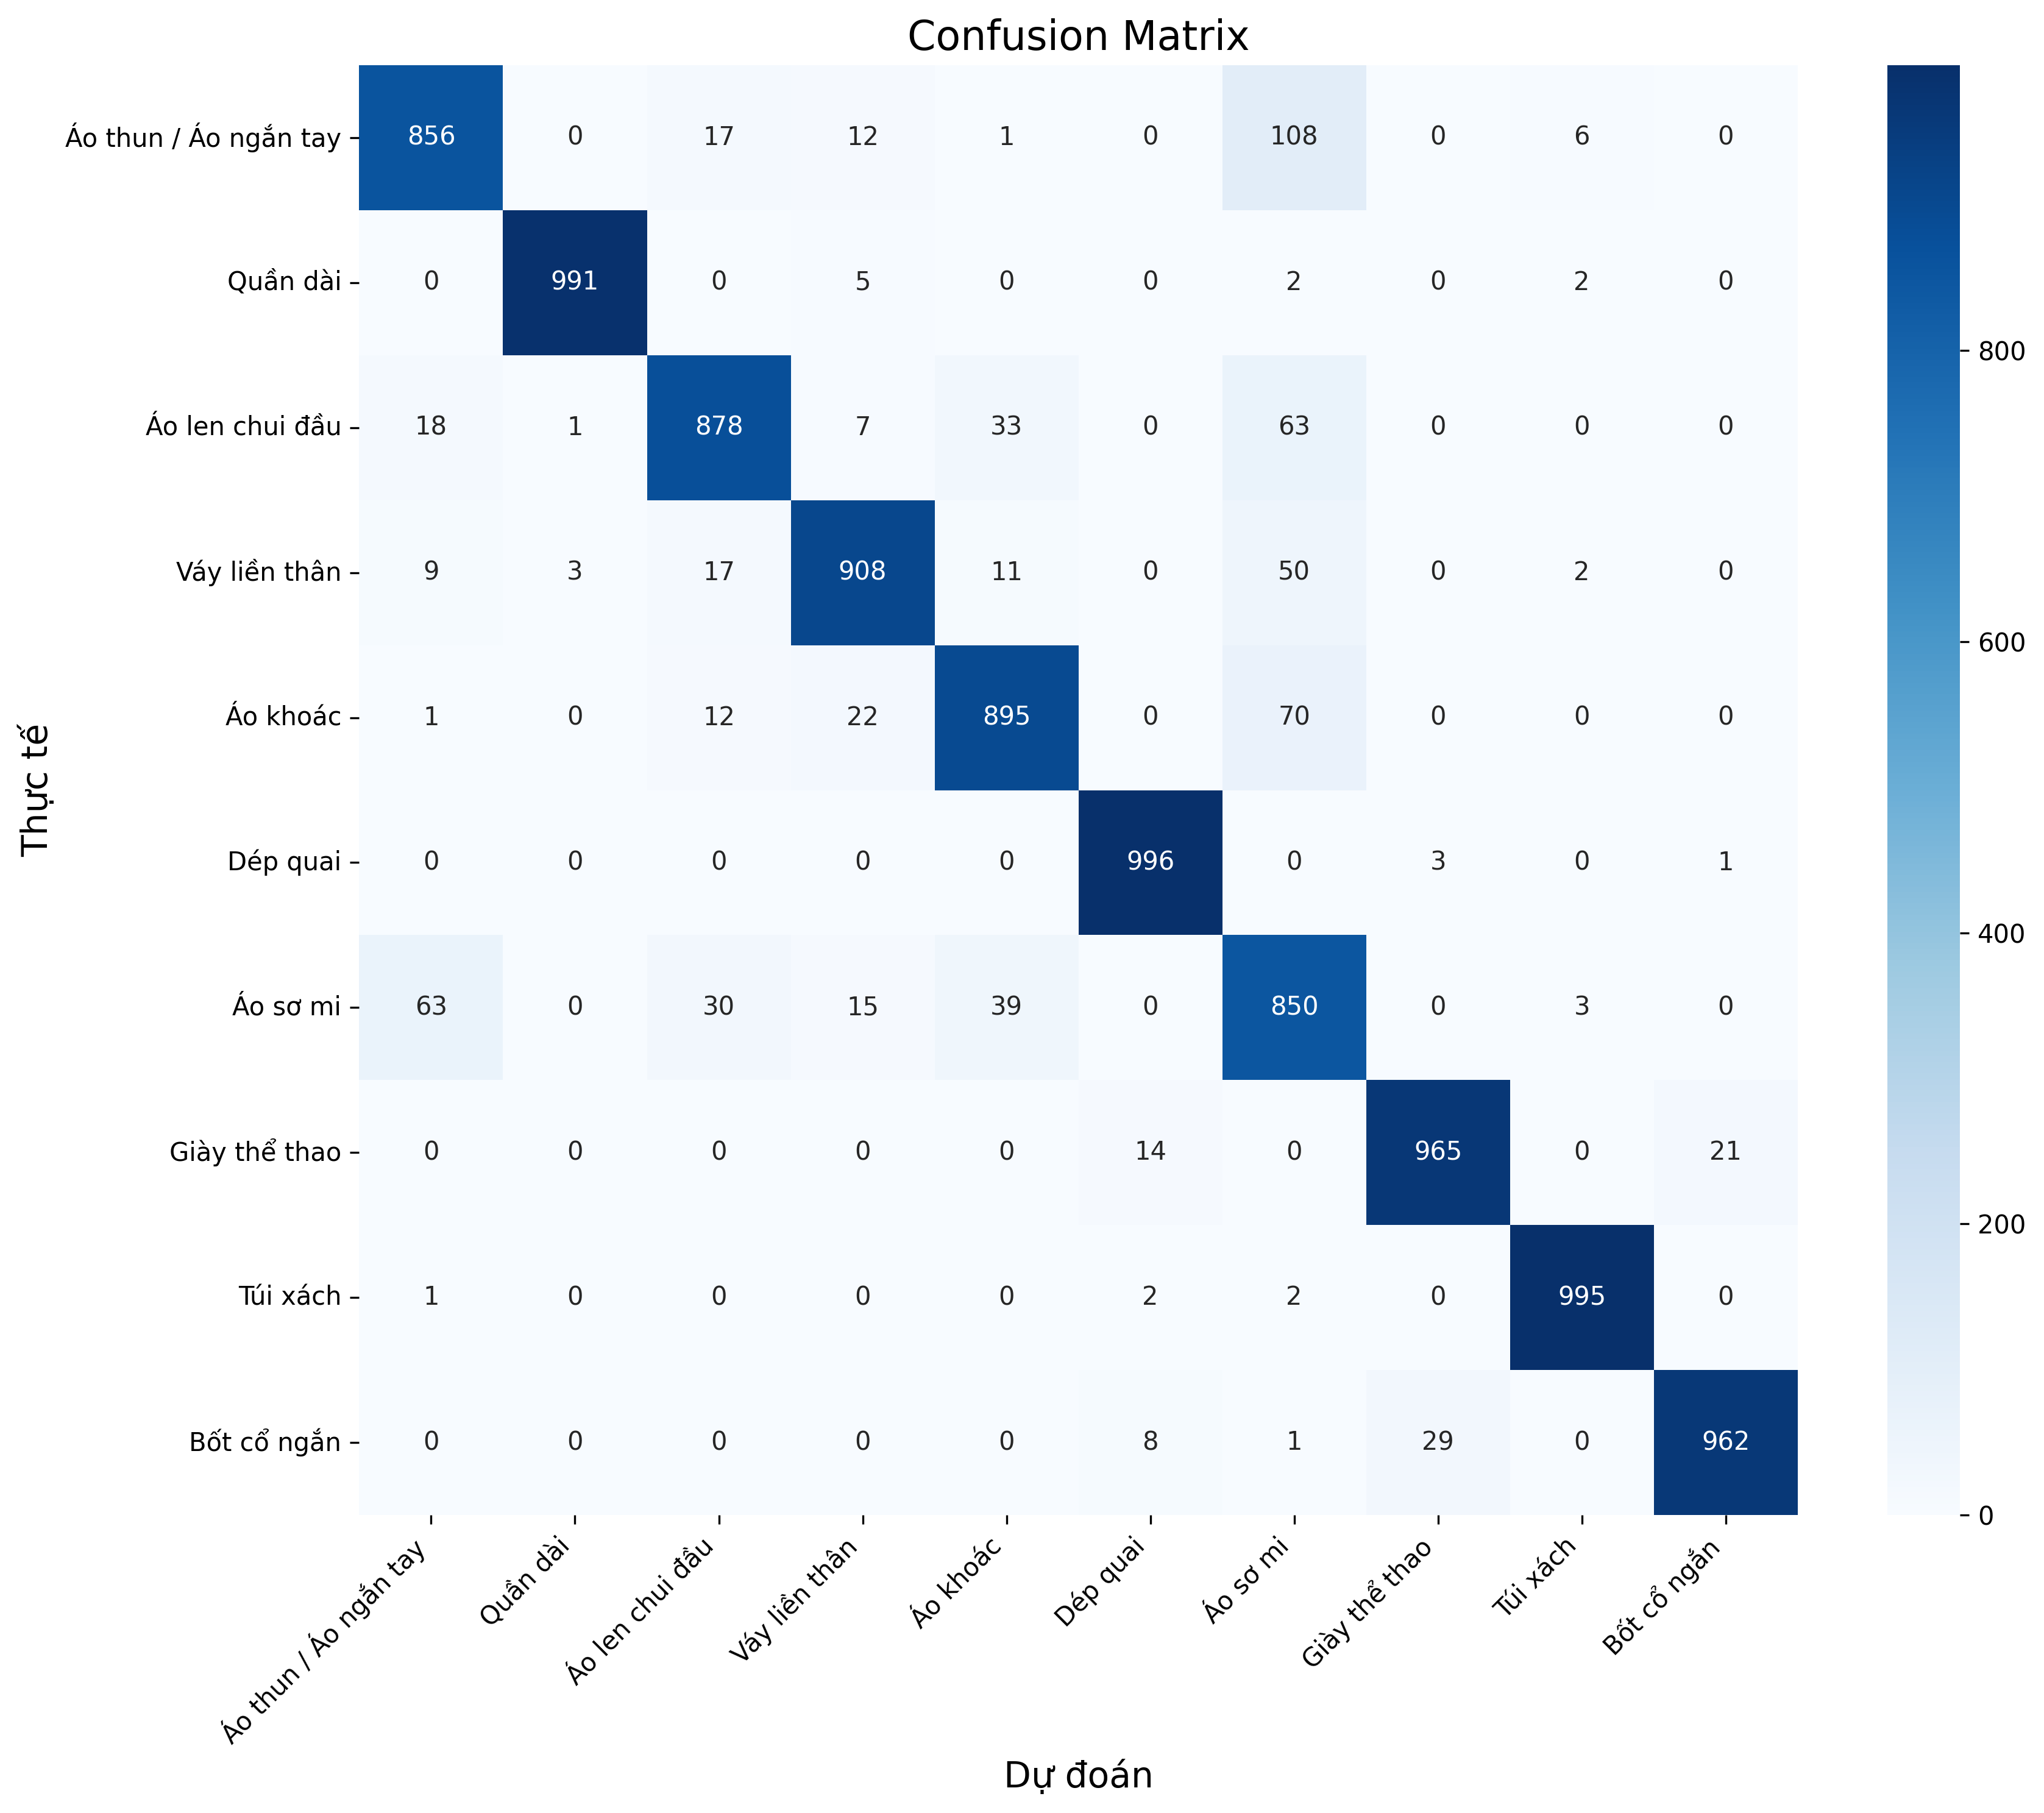 Confusion Matrix
Áo thun / Áo ngắn tay 856 0 17 12 1 0 108 0 6 0
Quần dài 0 991 0 5 0 0 2 0 2 0
800
Áo len chui đầu 18 1 878 7 33 0 63 0 0 0
Váy liền thân 9 3 17 908 11 0 50 0 2 0
600
Áo khoác 1 0 12 22 895 0 70 0 0 0
Thực tế
Dép quai 0 0 0 0 0 996 0 3 0 1
400
Áo sơ mi 63 0 30 15 39 0 850 0 3 0
Giày thể thao 0 0 0 0 0 14 0 965 0 21
200
Túi xách 1 0 0 0 0 2 2 0 995 0
Bốt cổ ngắn 0 0 0 0 0 8 1 29 0 962
0
Áo thun / Áo ngắn tay
Quần dài
Áo len chui đầu
Váy liền thân
Áo khoác
Dép quai
Áo sơ mi
Giày thể thao
Túi xách
Bốt cổ ngắn
Dự đoán